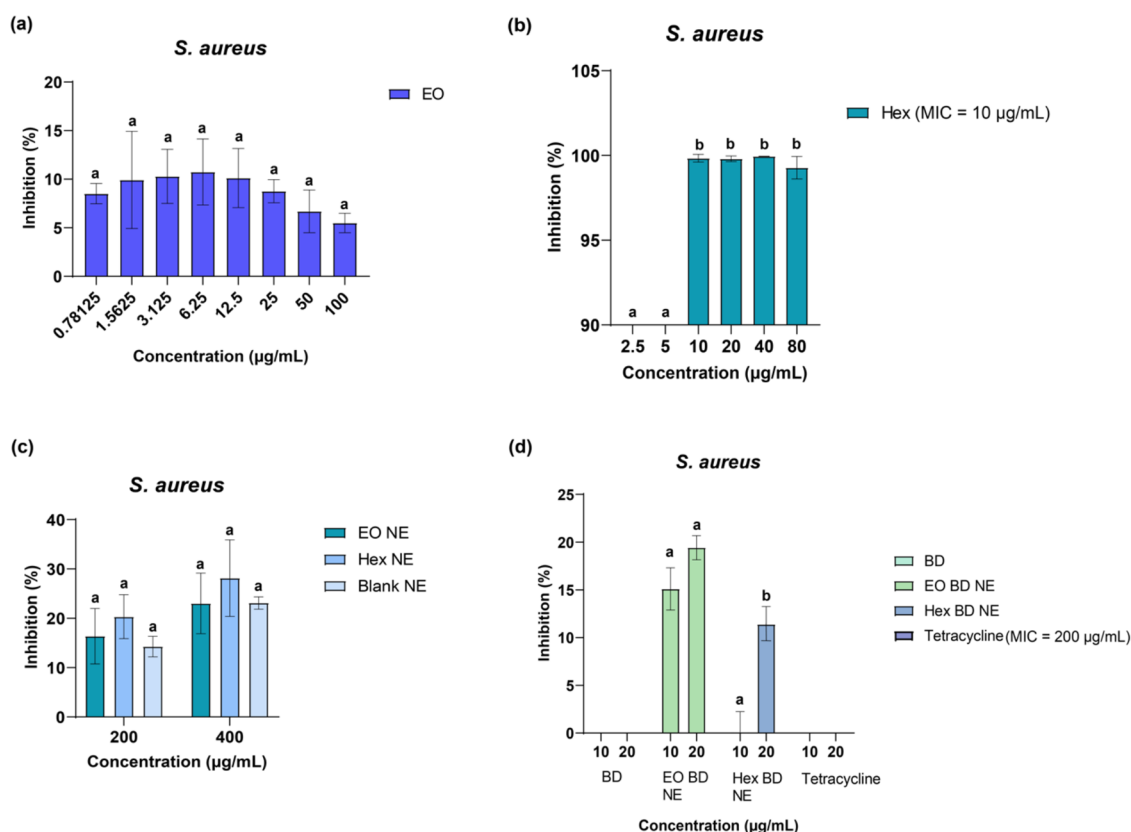 (a)
S. aureus
Inhibition (%)
20
15
10
5
0
a a a a a a a a
0.78125 1.5625 3.125 6.25 12.5 25 50 100
Concentration (µg/mL)
EO
(b)
S. aureus
Inhibition (%)
105
100
95
90
a a b b b b
2.5 5 10 20 40 80
Concentration (µg/mL)
Hex (MIC = 10 µg/mL)
(c)
S. aureus
Inhibition (%)
40
30
20
10
0
a a a a a a
200 400
Concentration (µg/mL)
EO NE
Hex NE
Blank NE
(d)
S. aureus
Inhibition (%)
25
20
15
10
5
0
a a a b
10 20 10 20 10 20 10 20
BD EO BD Hex BD Tetracycline
NE NE
Concentration (µg/mL)
BD
EO BD NE
Hex BD NE
Tetracycline (MIC = 200 µg/mL)